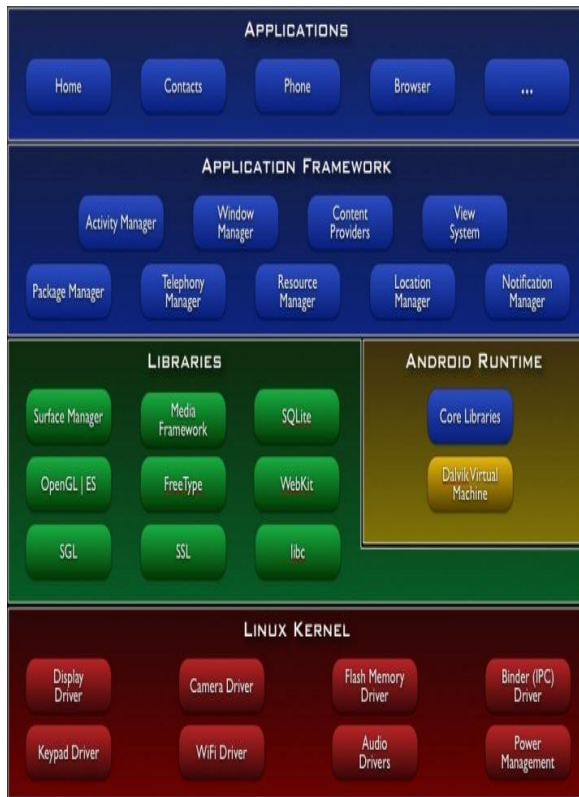 APPLICATIONS
Home
Contacts
Phone
Browser
...
APPLICATION FRAMEWORK
Activity Manager
Window
Manager
Content
Providers
View
System
Package Manager
Telephony
Manager
Resource
Manager
Location
Manager
Notification
Manager
LIBRARIES
Surface Manager
Media
Framework
SQLite
OpenGL | ES
FreeType
WebKit
SGL
SSL
libc
ANDROID RUNTIME
Core Libraries
Dalvik Virtual
Machine
LINUX KERNEL
Display
Driver
Camera Driver
Flash Memory
Driver
Binder (IPC)
Driver
Keypad Driver
WiFi Driver
Audio
Drivers
Power
Management